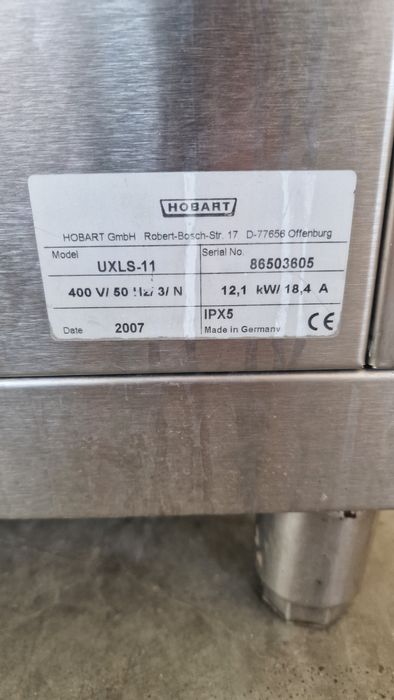 HOBART
HOBART GmbH Robert-Bosch-Str. 17 D-77656 Offenburg
Model UXLS-11 Serial No. 86503605
400 V/ 50 Hz/ 3/ N 12,1 kW/ 18,4 A
Date 2007 IPX5
Made in Germany CE